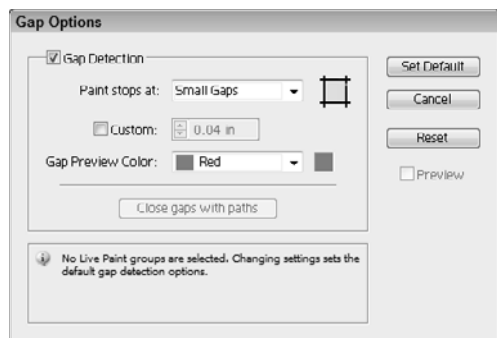 Gap Options
Gap Detection
Paint stops at: Small Gaps
Custom: 0.04 in
Gap Preview Color: Red
Close gaps with paths
Set Default
Cancel
Reset
Preview
No Live Paint groups are selected. Changing settings sets the
default gap detection options.